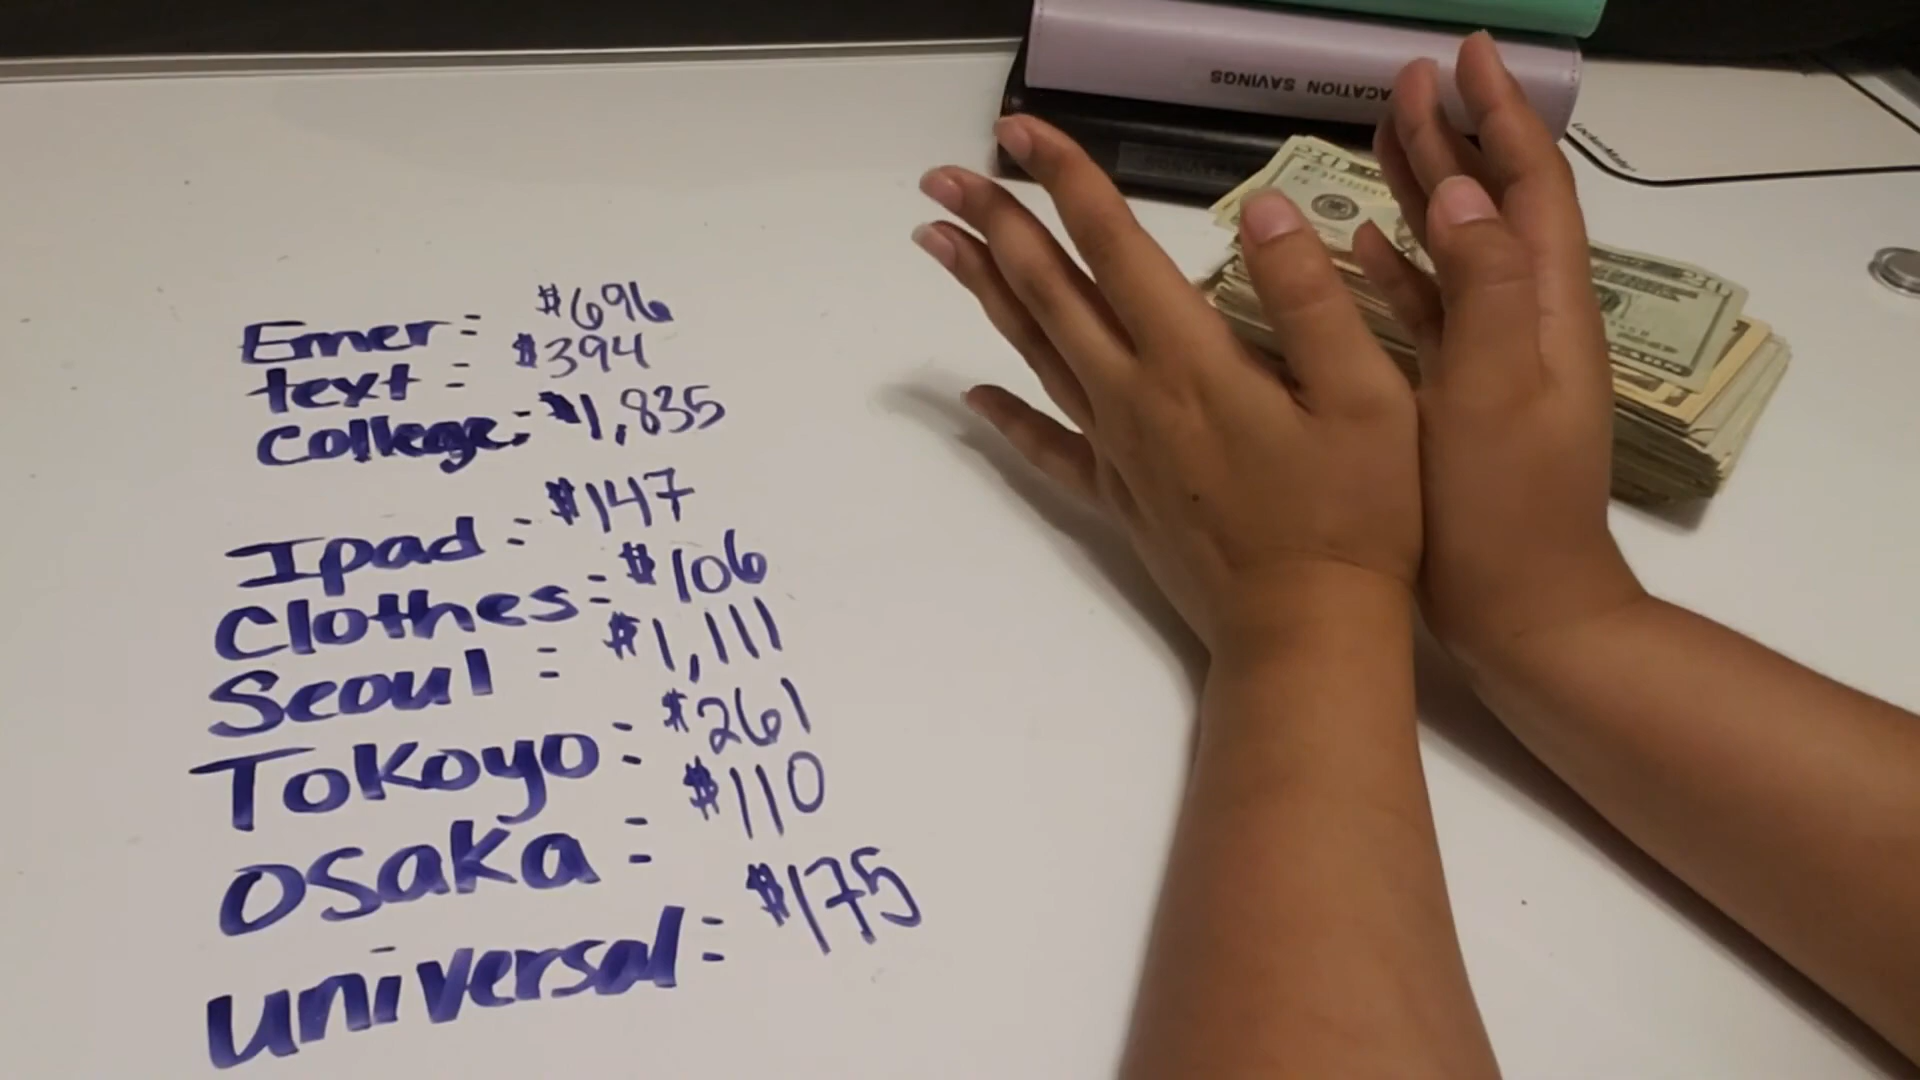 VACATION SAVINGS
Emer = $696
text = $394
College: $1,835
Ipad = $147
Clothes = $106
Seoul = $1,111
Tokoyo = $261
Osaka = $110
universal = $175